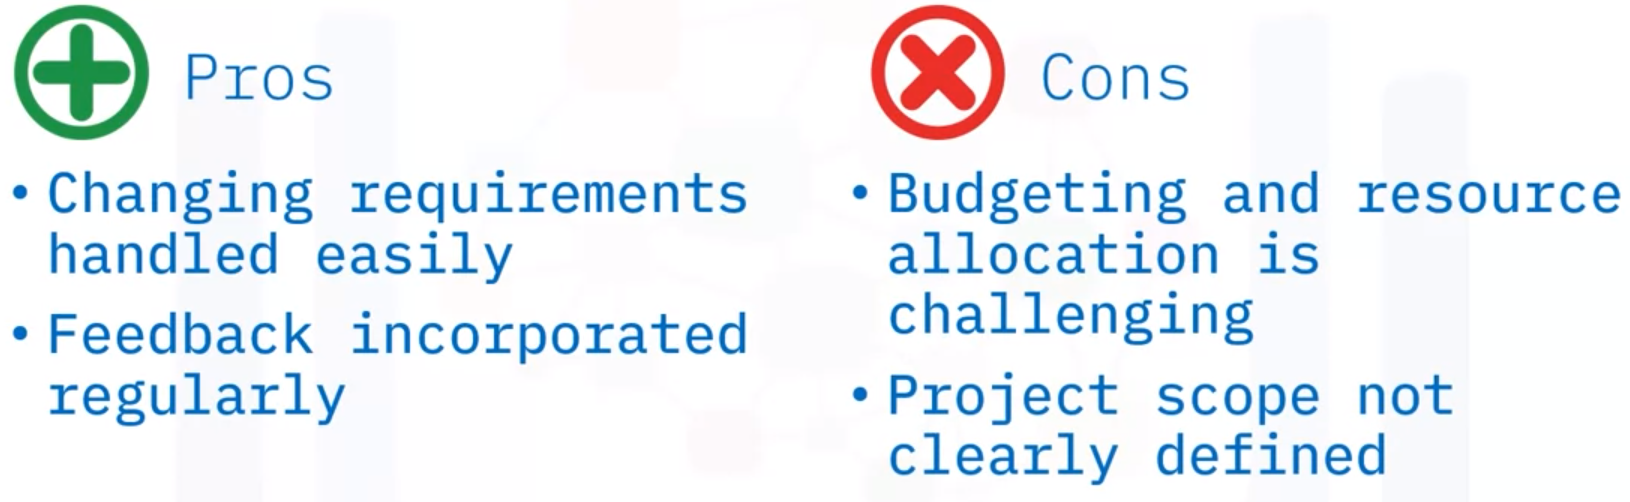 Pros
• Changing requirements
handled easily
• Feedback incorporated
regularly
Cons
• Budgeting and resource
allocation is
challenging
• Project scope not
clearly defined